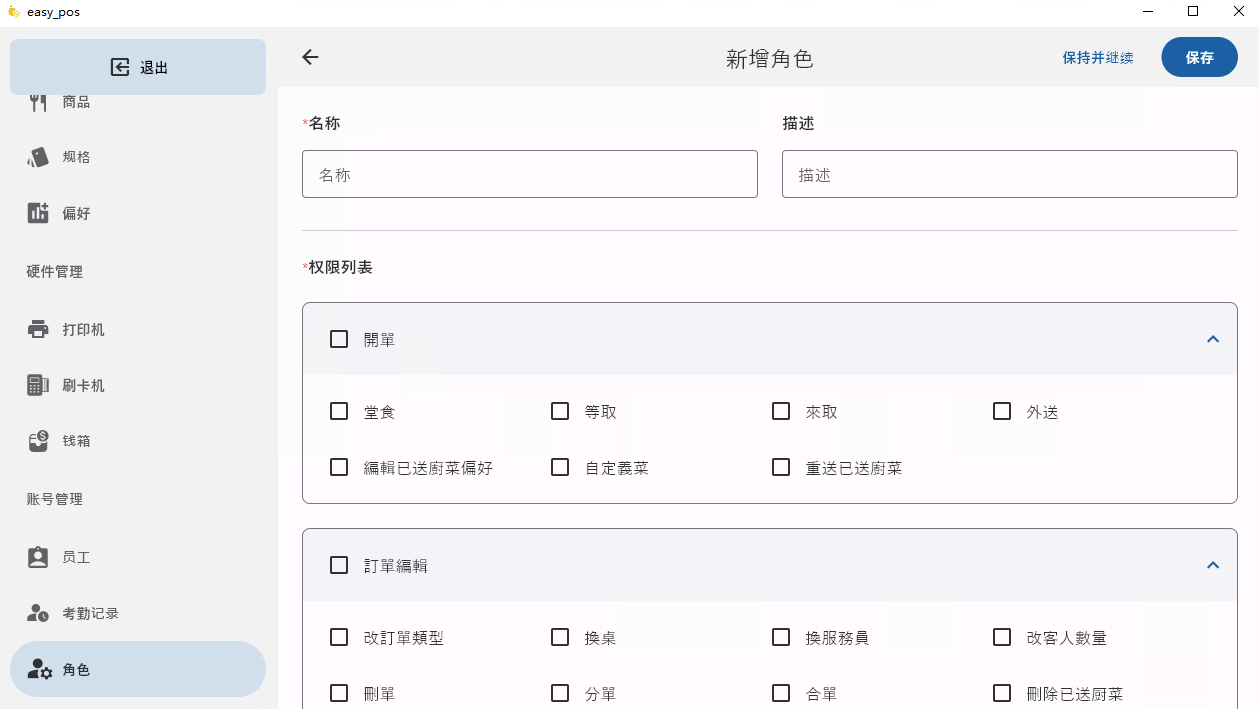 easy_pos
退出
商品
规格
偏好
硬件管理
打印机
刷卡机
钱箱
账号管理
员工
考勤记录
角色
新增角色
保持并继续
保存
*名称
描述
名称
描述
*权限列表
開單
堂食
等取
來取
外送
編輯已送廚菜偏好
自定義菜
重送已送廚菜
訂單編輯
改訂單類型
換桌
換服務員
改客人數量
刪單
分單
合單
刪除已送厨菜